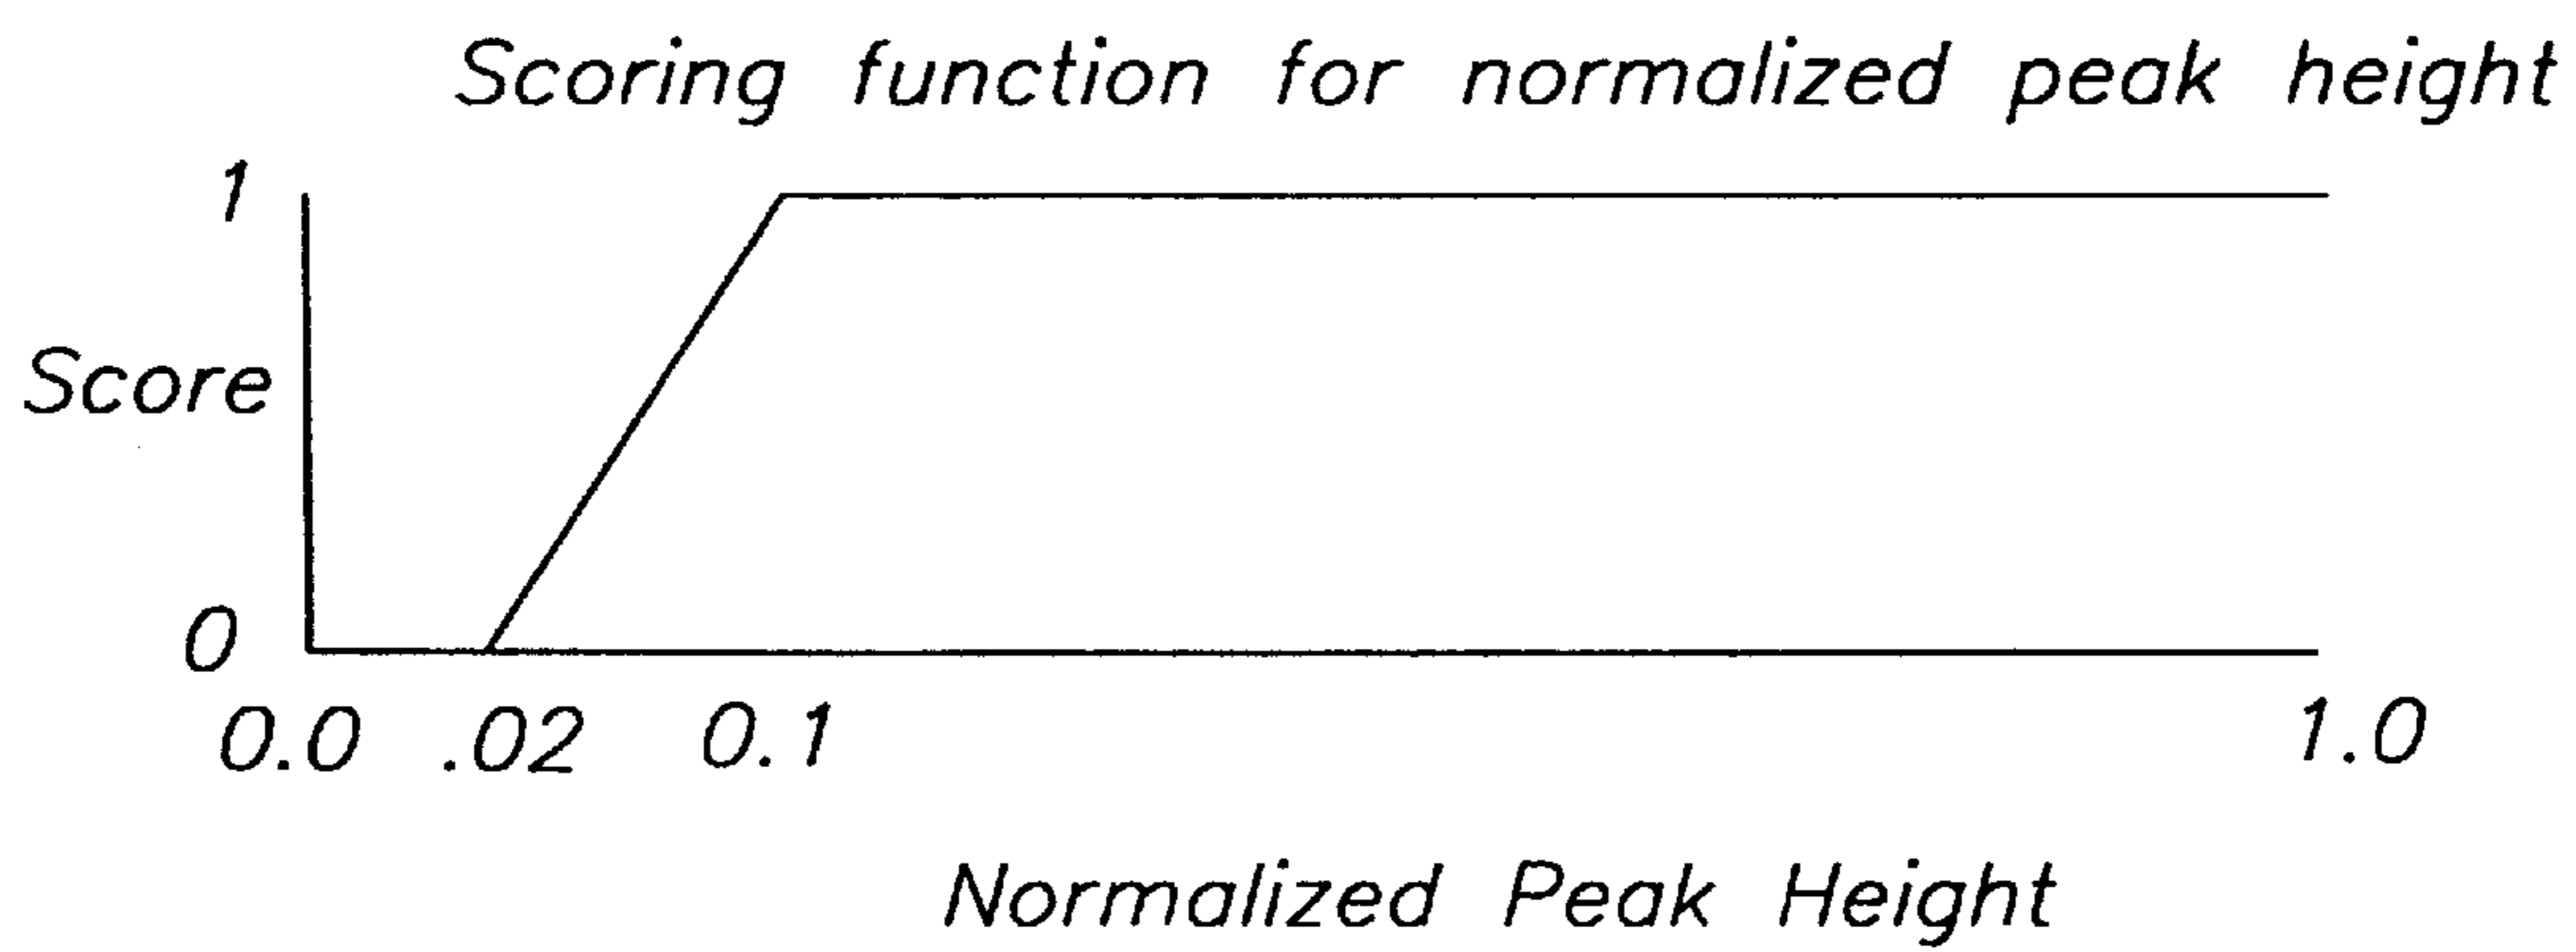 Scoring function for normalized peak height
1
Score
0
0.0 .02 0.1 1.0
Normalized Peak Height